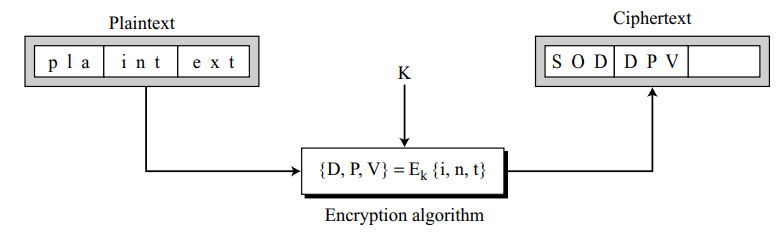 Plaintext
Ciphertext
p l a i n t e x t
S O D D P V
K
{D, P, V} = Ek {i, n, t}
Encryption algorithm